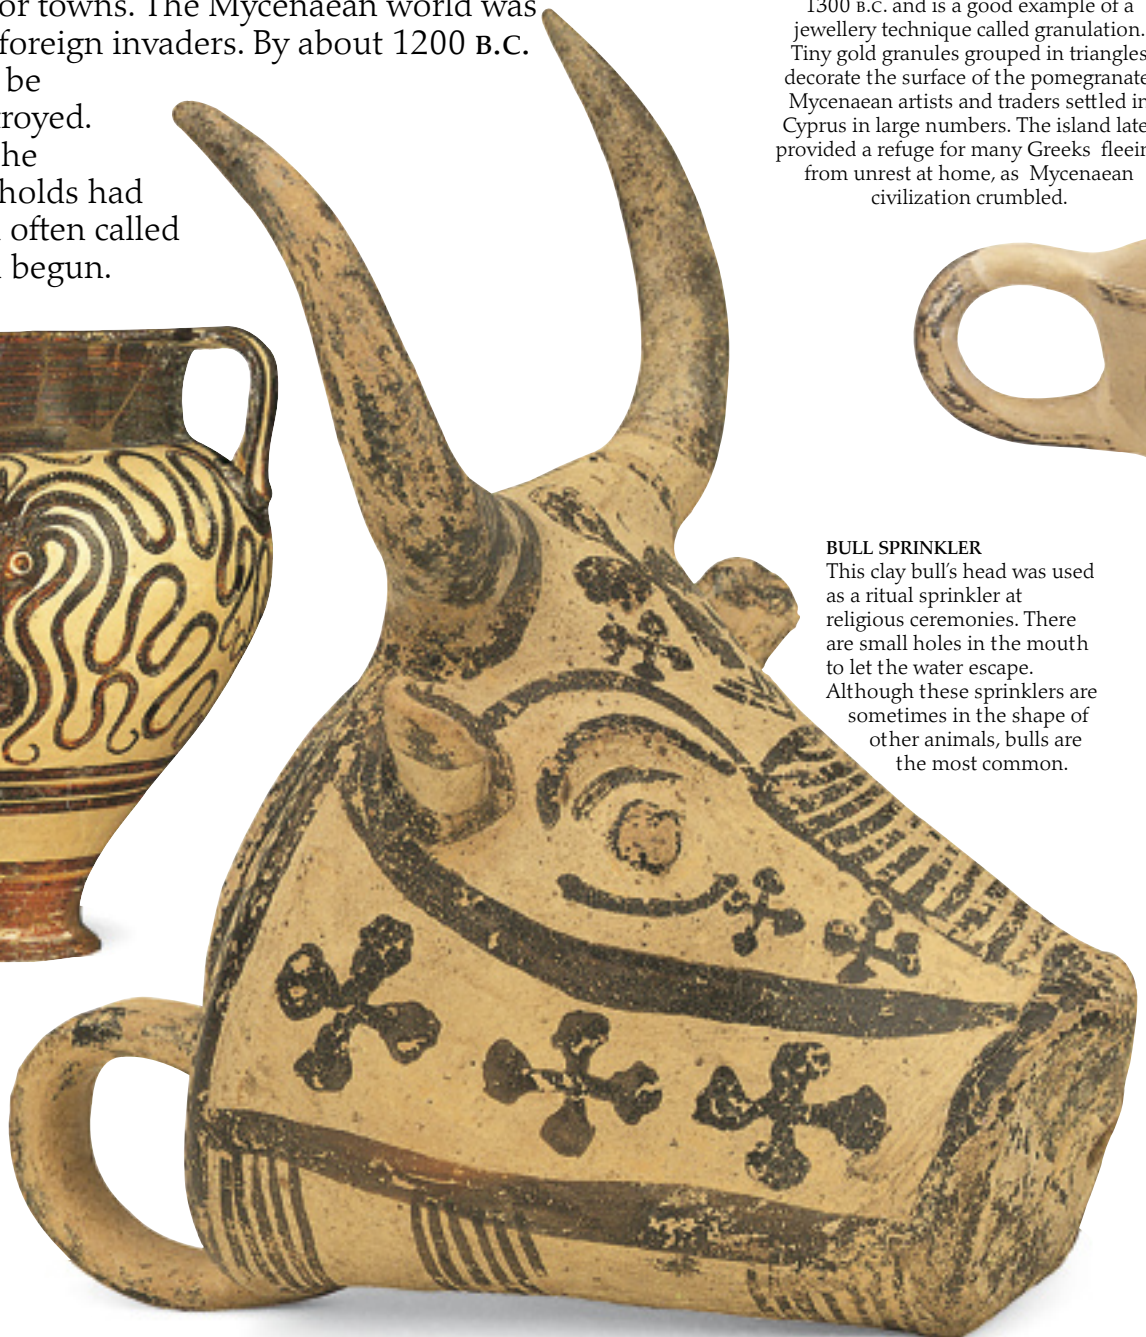 or towns. The Mycenaean world was
foreign invaders. By about 1200 B.C.
be
royed.
he
holds had
often called
begun.
1300 B.C. and is a good example of a
jewellery technique called granulation.
Tiny gold granules grouped in triangles
decorate the surface of the pomegranate
Mycenaean artists and traders settled in
Cyprus in large numbers. The island late
provided a refuge for many Greeks fleein
from unrest at home, as Mycenaean
civilization crumbled.
BULL SPRINKLER
This clay bull's head was used
as a ritual sprinkler at
religious ceremonies. There
are small holes in the mouth
to let the water escape.
Although these sprinklers are
sometimes in the shape of
other animals, bulls are
the most common.